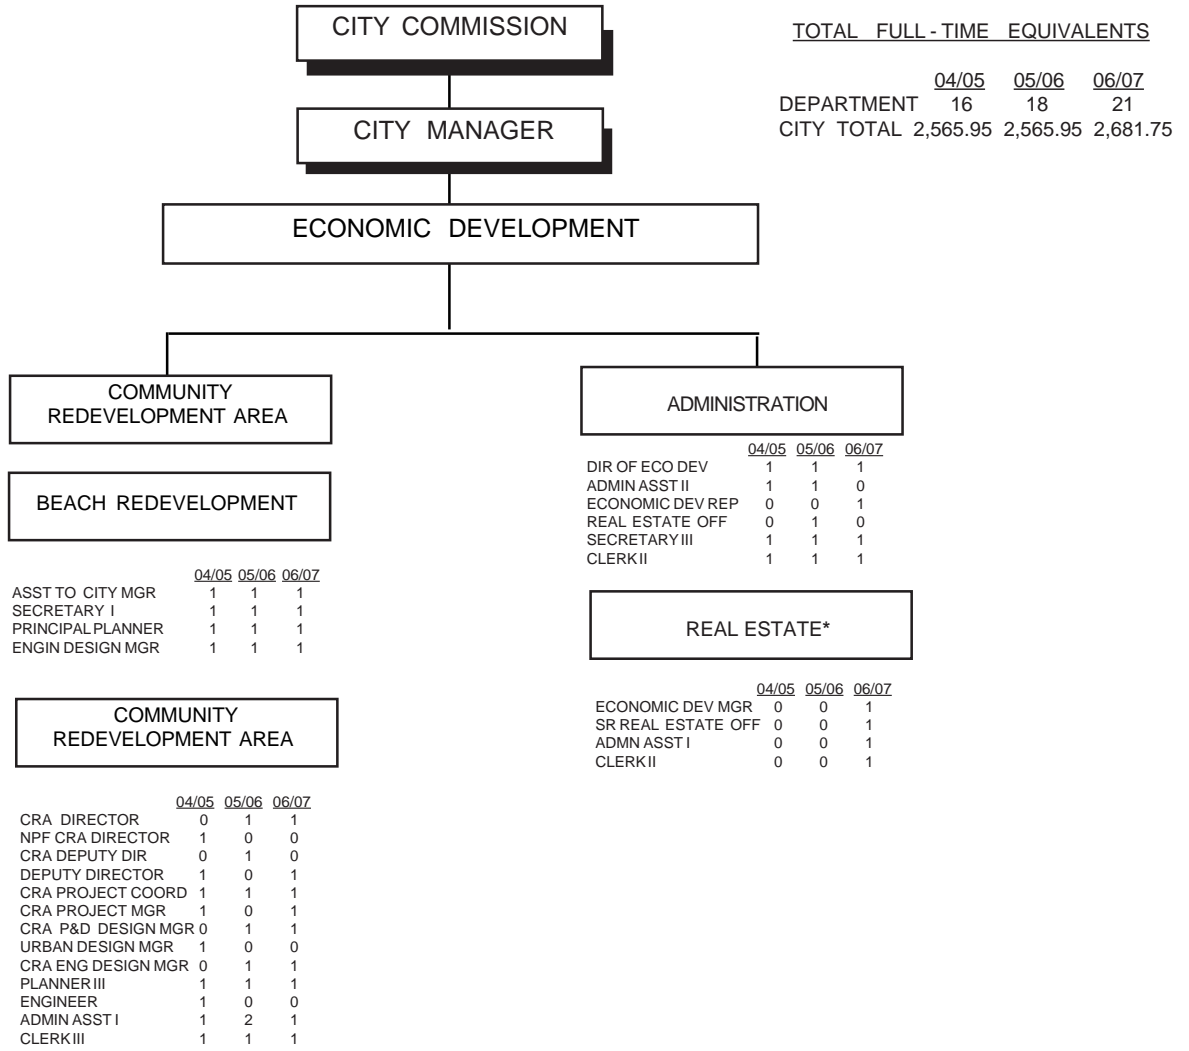 CITY COMMISSION
TOTAL FULL - TIME EQUIVALENTS
04/05 05/06 06/07
DEPARTMENT 16 18 21
CITY TOTAL 2,565.95 2,565.95 2,681.75
CITY MANAGER
ECONOMIC DEVELOPMENT
COMMUNITY
REDEVELOPMENT AREA
BEACH REDEVELOPMENT
04/05 05/06 06/07
ASST TO CITY MGR 1 1 1
SECRETARY I 1 1 1
PRINCIPAL PLANNER 1 1 1
ENGIN DESIGN MGR 1 1 1
COMMUNITY
REDEVELOPMENT AREA
04/05 05/06 06/07
CRA DIRECTOR 0 1 1
NPF CRA DIRECTOR 1 0 0
CRA DEPUTY DIR 0 1 0
DEPUTY DIRECTOR 1 0 1
CRA PROJECT COORD 1 1 1
CRA PROJECT MGR 1 0 1
CRA P&D DESIGN MGR 0 1 1
URBAN DESIGN MGR 1 0 0
CRA ENG DESIGN MGR 0 1 1
PLANNER III 1 1 1
ENGINEER 1 0 0
ADMIN ASST I 1 2 1
CLERK III 1 1 1
ADMINISTRATION
04/05 05/06 06/07
DIR OF ECO DEV 1 1 1
ADMIN ASST II 1 1 0
ECONOMIC DEV REP 0 0 1
REAL ESTATE OFF 0 1 0
SECRETARY III 1 1 1
CLERK II 1 1 1
REAL ESTATE*
04/05 05/06 06/07
ECONOMIC DEV MGR 0 0 1
SR REAL ESTATE OFF 0 0 1
ADMN ASST I 0 0 1
CLERK II 0 0 1